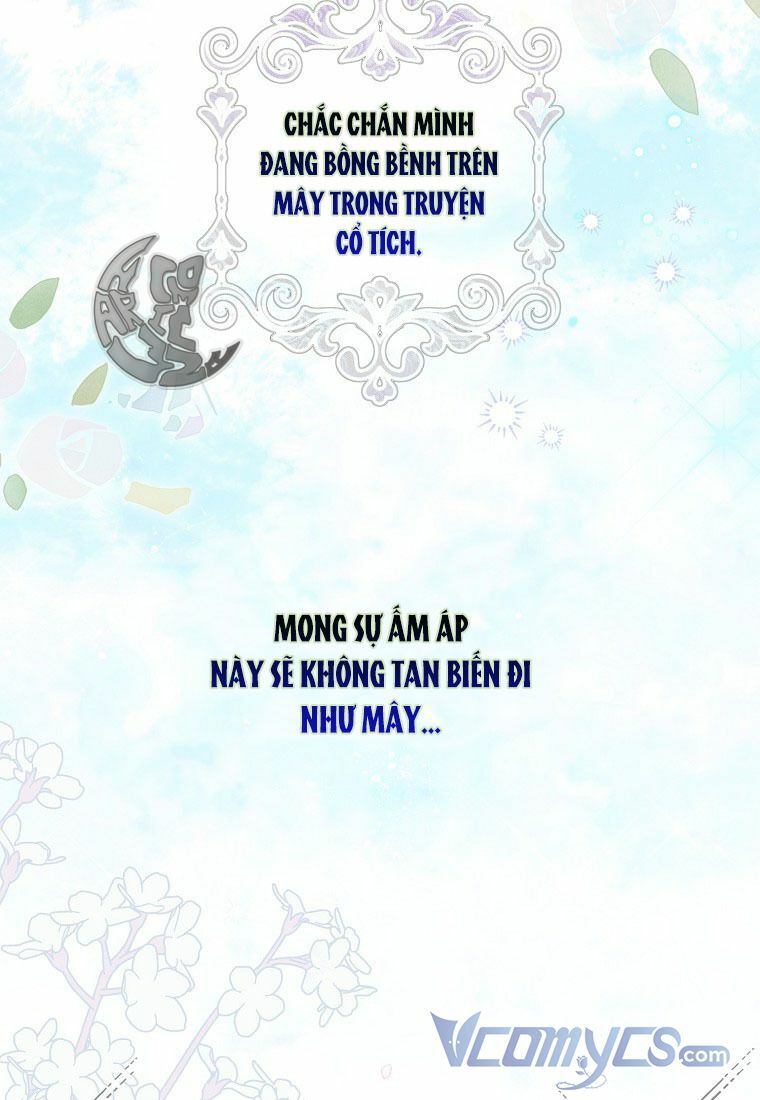 CHẮC CHẮN MÌNH
ĐANG BỒNG BỀNH TRÊN
MÂY TRONG TRUYỆN
CỔ TÍCH.
MONG SỰ ẤM ÁP
NÀY SẼ KHÔNG TAN BIẾN ĐI
NHƯ MÂY...
VCOMYCS.com